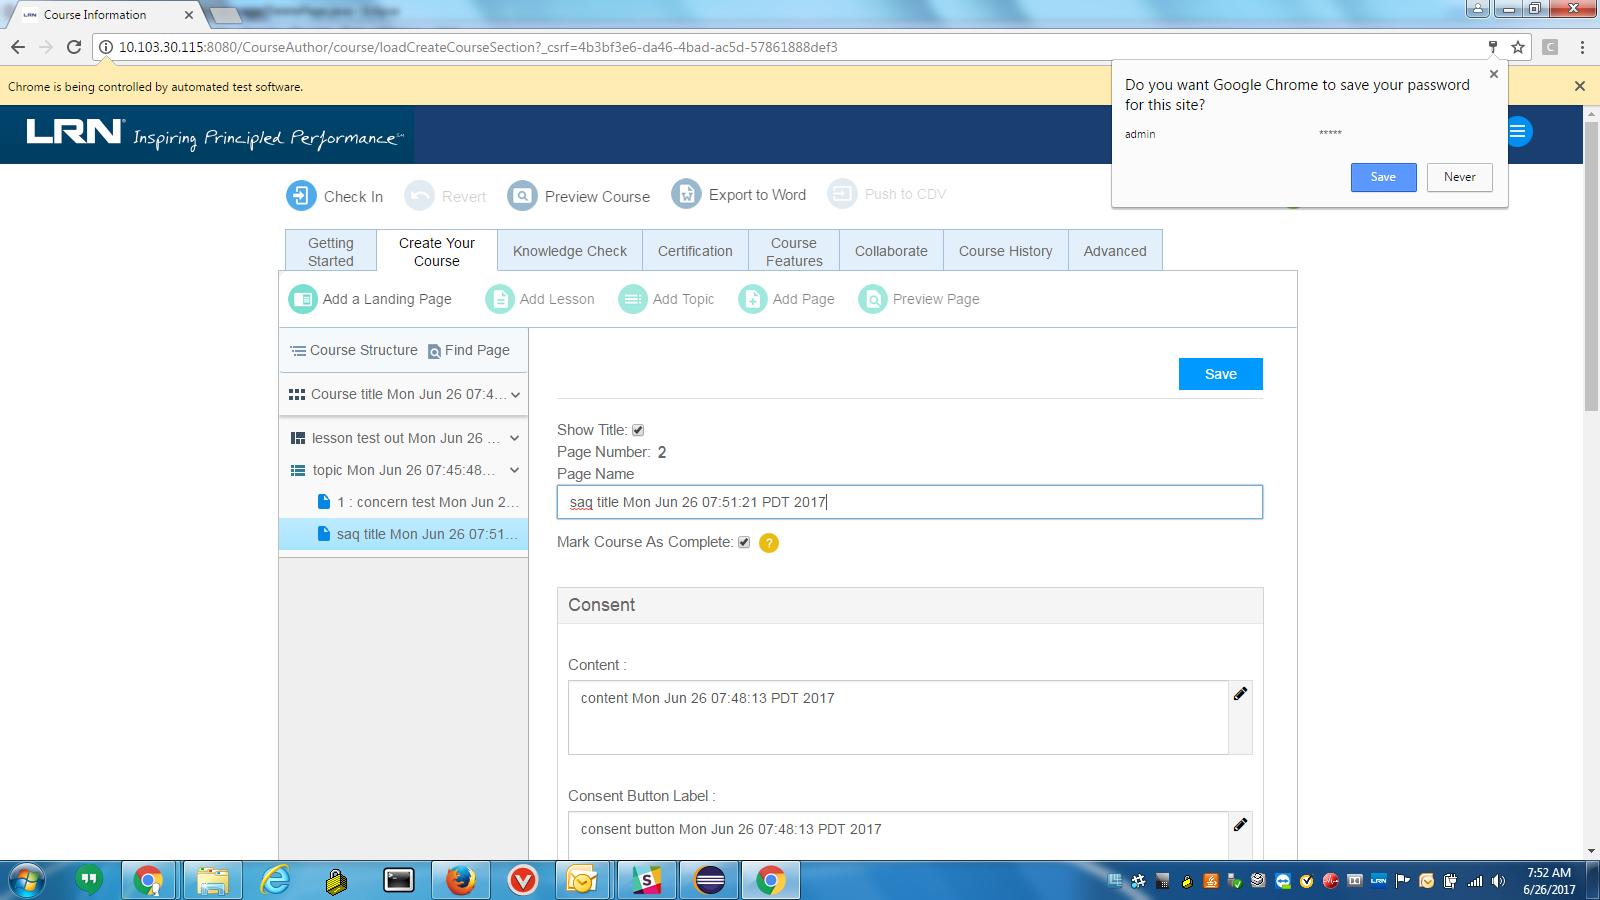 Course Information
10.103.30.115:8080/CourseAuthor/course/loadCreateCourseSection?_csrf=4b3bf3e6-da46-4bad-ac5d-57861888def3
Chrome is being controlled by automated test software.
Do you want Google Chrome to save your password
for this site?
admin *****
Save Never
LRN Inspiring Principled Performance
Check In Revert Preview Course Export to Word Push to CDV
Getting Started
Create Your Course
Knowledge Check
Certification
Course Features
Collaborate
Course History
Advanced
Add a Landing Page Add Lesson Add Topic Add Page Preview Page
Course Structure Find Page
Course title Mon Jun 26 07:4...
lesson test out Mon Jun 26 ...
topic Mon Jun 26 07:45:48...
1 : concern test Mon Jun 2...
saq title Mon Jun 26 07:51...
Save
Show Title:
Page Number: 2
Page Name
saq title Mon Jun 26 07:51:21 PDT 2017
Mark Course As Complete: ?
Consent
Content :
content Mon Jun 26 07:48:13 PDT 2017
Consent Button Label :
consent button Mon Jun 26 07:48:13 PDT 2017
7:52 AM
6/26/2017